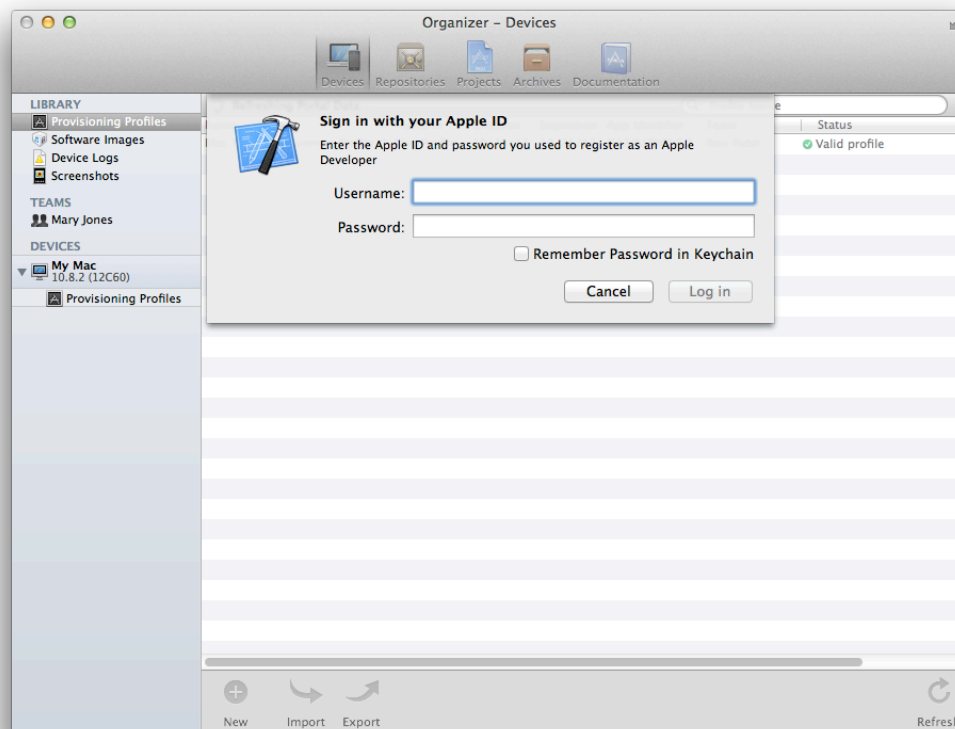 Organizer – Devices
Devices Repositories Projects Archives Documentation
LIBRARY
Provisioning Profiles
Software Images
Device Logs
Screenshots
TEAMS
Mary Jones
DEVICES
My Mac
10.8.2 (12C60)
Provisioning Profiles
Status
Valid profile
Sign in with your Apple ID
Enter the Apple ID and password you used to register as an Apple
Developer
Username:
Password:
Remember Password in Keychain
Cancel Log in
New Import Export